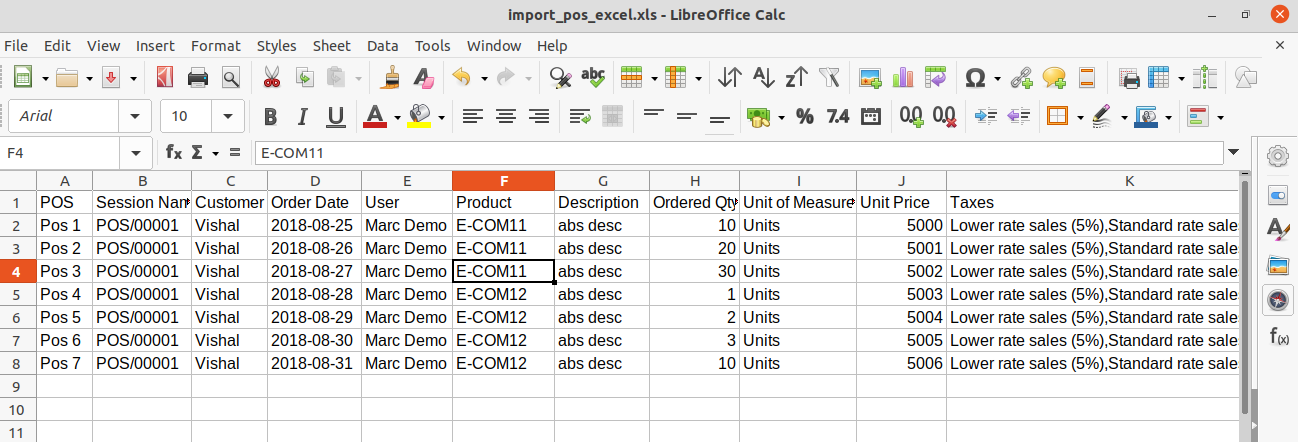 import_pos_excel.xls - LibreOffice Calc
File Edit View Insert Format Styles Sheet Data Tools Window Help
Arial 10 B I U A % 7.4 0.0 0.0
F4 fx Σ = E-COM11
A B C D E F G H I J K
1 POS Session Nam Customer Order Date User Product Description Ordered Qty Unit of Measure Unit Price Taxes
2 Pos 1 POS/00001 Vishal 2018-08-25 Marc Demo E-COM11 abs desc 10 Units 5000 Lower rate sales (5%),Standard rate sale
3 Pos 2 POS/00001 Vishal 2018-08-26 Marc Demo E-COM11 abs desc 20 Units 5001 Lower rate sales (5%),Standard rate sale
4 Pos 3 POS/00001 Vishal 2018-08-27 Marc Demo E-COM11 abs desc 30 Units 5002 Lower rate sales (5%),Standard rate sale
5 Pos 4 POS/00001 Vishal 2018-08-28 Marc Demo E-COM12 abs desc 1 Units 5003 Lower rate sales (5%),Standard rate sale
6 Pos 5 POS/00001 Vishal 2018-08-29 Marc Demo E-COM12 abs desc 2 Units 5004 Lower rate sales (5%),Standard rate sale
7 Pos 6 POS/00001 Vishal 2018-08-30 Marc Demo E-COM12 abs desc 3 Units 5005 Lower rate sales (5%),Standard rate sale
8 Pos 7 POS/00001 Vishal 2018-08-31 Marc Demo E-COM12 abs desc 10 Units 5006 Lower rate sales (5%),Standard rate sale
9
10
11